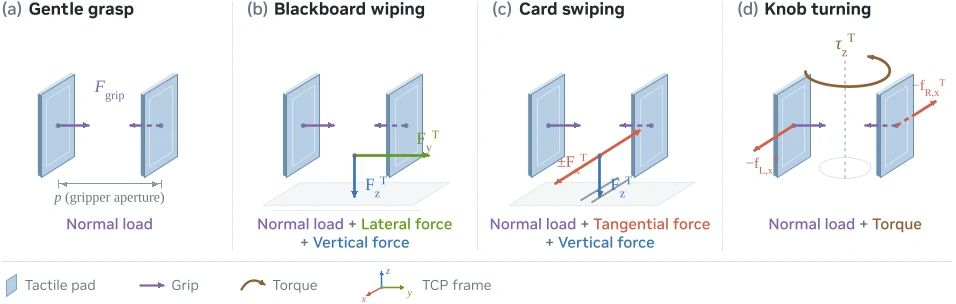 (a) Gentle grasp
(b) Blackboard wiping
(c) Card swiping
(d) Knob turning
F_grip
p (gripper aperture)
Normal load
F_y^T
F_z^T
Normal load + Lateral force
+ Vertical force
±F_x^T
F_z^T
Normal load + Tangential force
+ Vertical force
τ_z^T
−f_R,x^T
−f_L,x^T
Normal load + Torque
Tactile pad
Grip
Torque
z
y
x
TCP frame